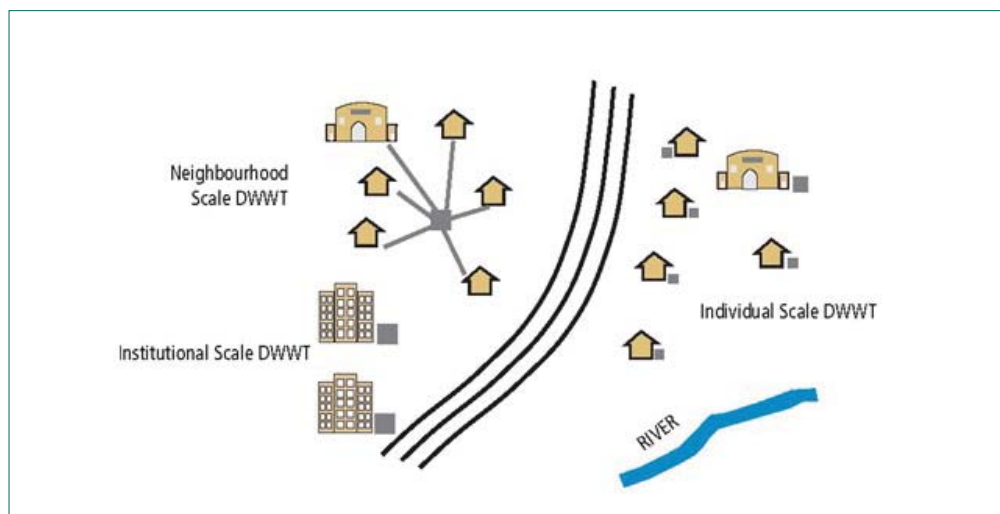 Neighbourhood
Scale DWWT
Institutional Scale DWWT
Individual Scale DWWT
RIVER